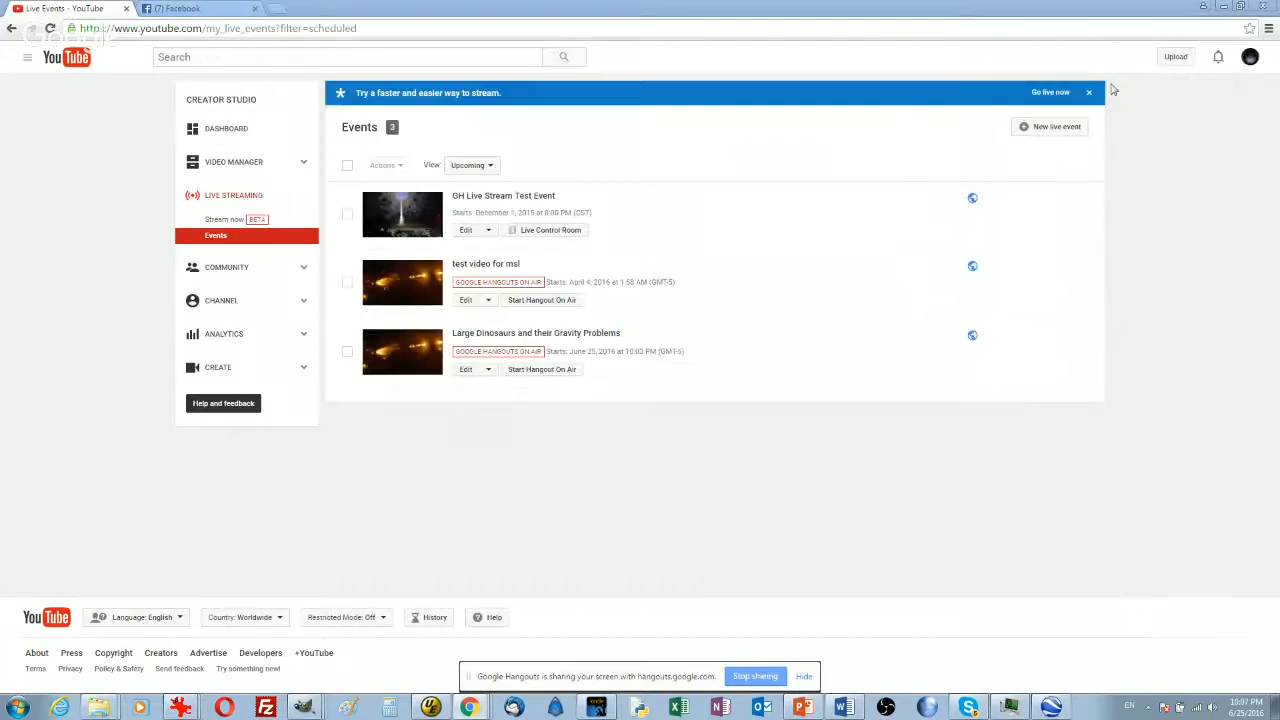 Live Events - YouTube
(7) Facebook
https://www.youtube.com/my_live_events?filter=scheduled
YouTube
Search
Upload
CREATOR STUDIO
DASHBOARD
VIDEO MANAGER
LIVE STREAMING
Stream now BETA
Events
COMMUNITY
CHANNEL
ANALYTICS
CREATE
Help and feedback
Try a faster and easier way to stream.
Go live now
Events 3
New live event
Actions
View: Upcoming
GH Live Stream Test Event
Starts: December 1, 2015 at 8:00 PM (CST)
Edit Live Control Room
test video for msl
GOOGLE HANGOUTS ON AIR Starts: April 4, 2016 at 1:58 AM (GMT-5)
Edit Start Hangout On Air
Large Dinosaurs and their Gravity Problems
GOOGLE HANGOUTS ON AIR Starts: June 25, 2016 at 10:03 PM (GMT-5)
Edit Start Hangout On Air
YouTube Language: English Country: Worldwide Restricted Mode: Off History Help
About Press Copyright Creators Advertise Developers +YouTube
Terms Privacy Policy & Safety Send feedback Try something new!
Google Hangouts is sharing your screen with hangouts.google.com. Stop sharing Hide
EN
10:07 PM
6/25/2016